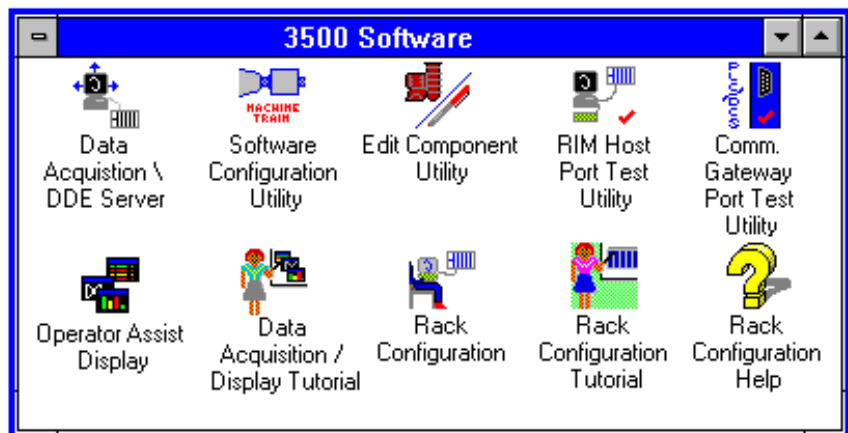 3500 Software
Data
Acquistion \
DDE Server
MACHINE
TRAIN
Software
Configuration
Utility
Edit Component
Utility
RIM Host
Port Test
Utility
Comm.
Gateway
Port Test
Utility
Operator Assist
Display
Data
Acquisition /
Display Tutorial
Rack
Configuration
Rack
Configuration
Tutorial
Rack
Configuration
Help